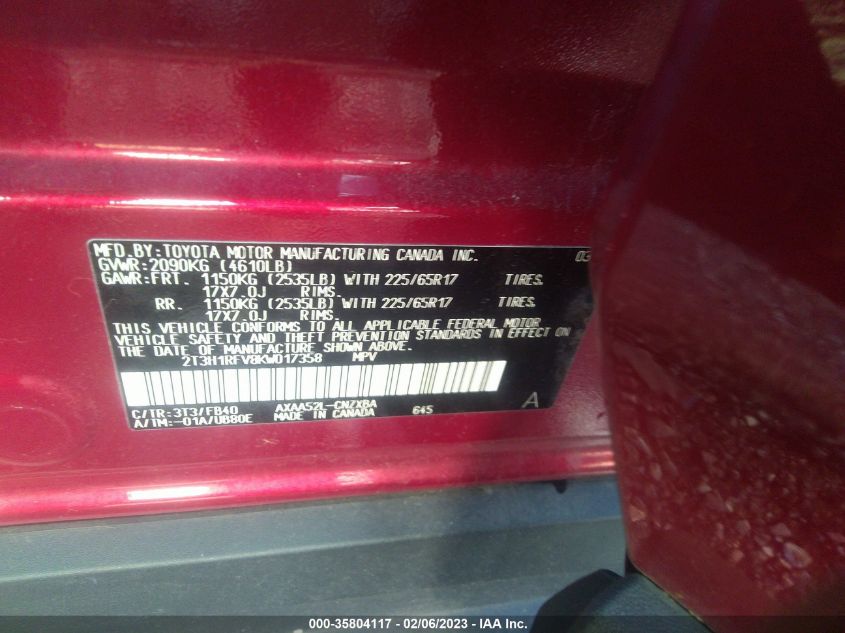 MFD. BY: TOYOTA MOTOR MANUFACTURING CANADA INC. 03
GVWR: 2090KG (4610LB)
GAWR: FRT. 1150KG (2535LB) WITH 225/65R17 TIRES.
17X7.0J RIMS.
RR. 1150KG (2535LB) WITH 225/65R17 TIRES.
17X7.0J RIMS.
THIS VEHICLE CONFORMS TO ALL APPLICABLE FEDERAL MOTOR
VEHICLE SAFETY AND THEFT PREVENTION STANDARDS IN EFFECT ON
THE DATE OF MANUFACTURE SHOWN ABOVE.
2T3H1RFV8KW017358 MPV
C/TR: 3T3/FB40 AXAA52L-CNZXBA 645
A/TM: -01A/UB80E MADE IN CANADA
A
000-35804117 - 02/06/2023 - IAA Inc.